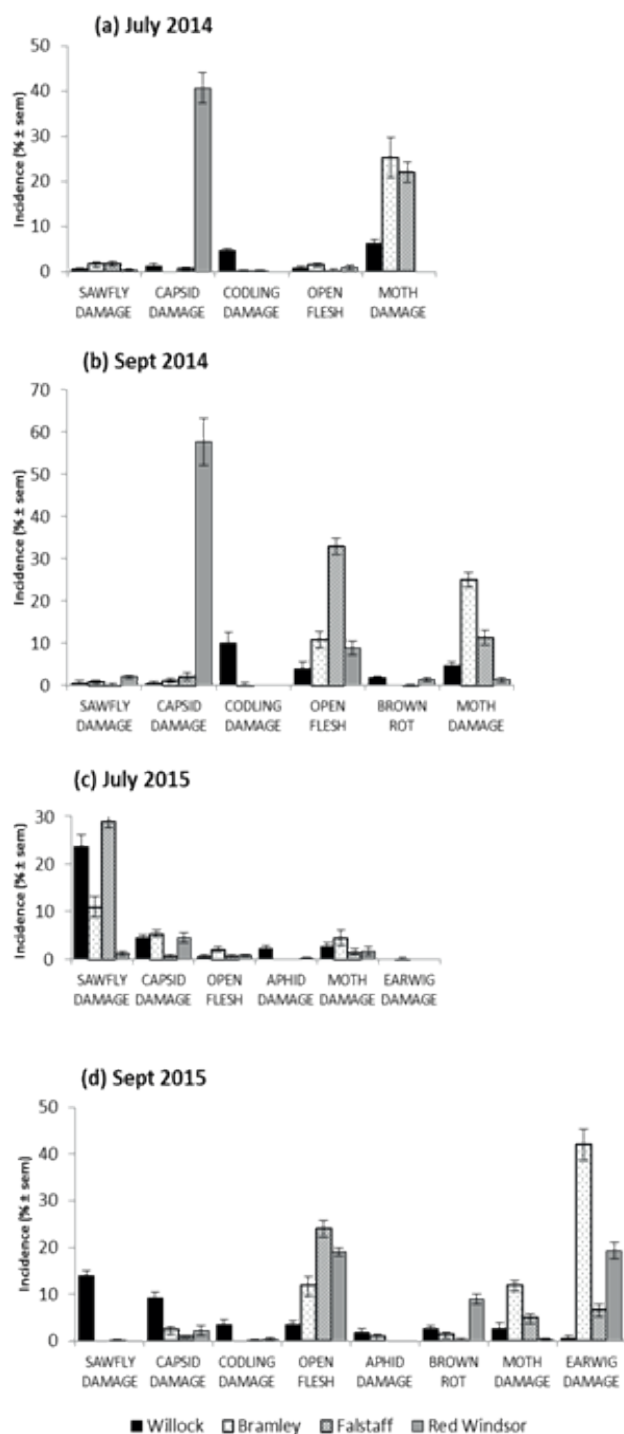 (a) July 2014
Incidence (% ± sem)
50
40
30
20
10
0
SAWFLY CAPSID CODLING OPEN MOTH
DAMAGE DAMAGE DAMAGE FLESH DAMAGE
(b) Sept 2014
Incidence (% ± sem)
70
60
50
40
30
20
10
0
SAWFLY CAPSID CODLING OPEN BROWN MOTH
DAMAGE DAMAGE DAMAGE FLESH ROT DAMAGE
(c) July 2015
Incidence (% ± sem)
30
20
10
0
SAWFLY CAPSID OPEN APHID MOTH EARWIG
DAMAGE DAMAGE FLESH DAMAGE DAMAGE DAMAGE
(d) Sept 2015
Incidence (% ± sem)
50
40
30
20
10
0
SAWFLY CAPSID CODLING OPEN APHID BROWN MOTH EARWIG
DAMAGE DAMAGE DAMAGE FLESH DAMAGE ROT DAMAGE DAMAGE
Willock Bramley Falstaff Red Windsor